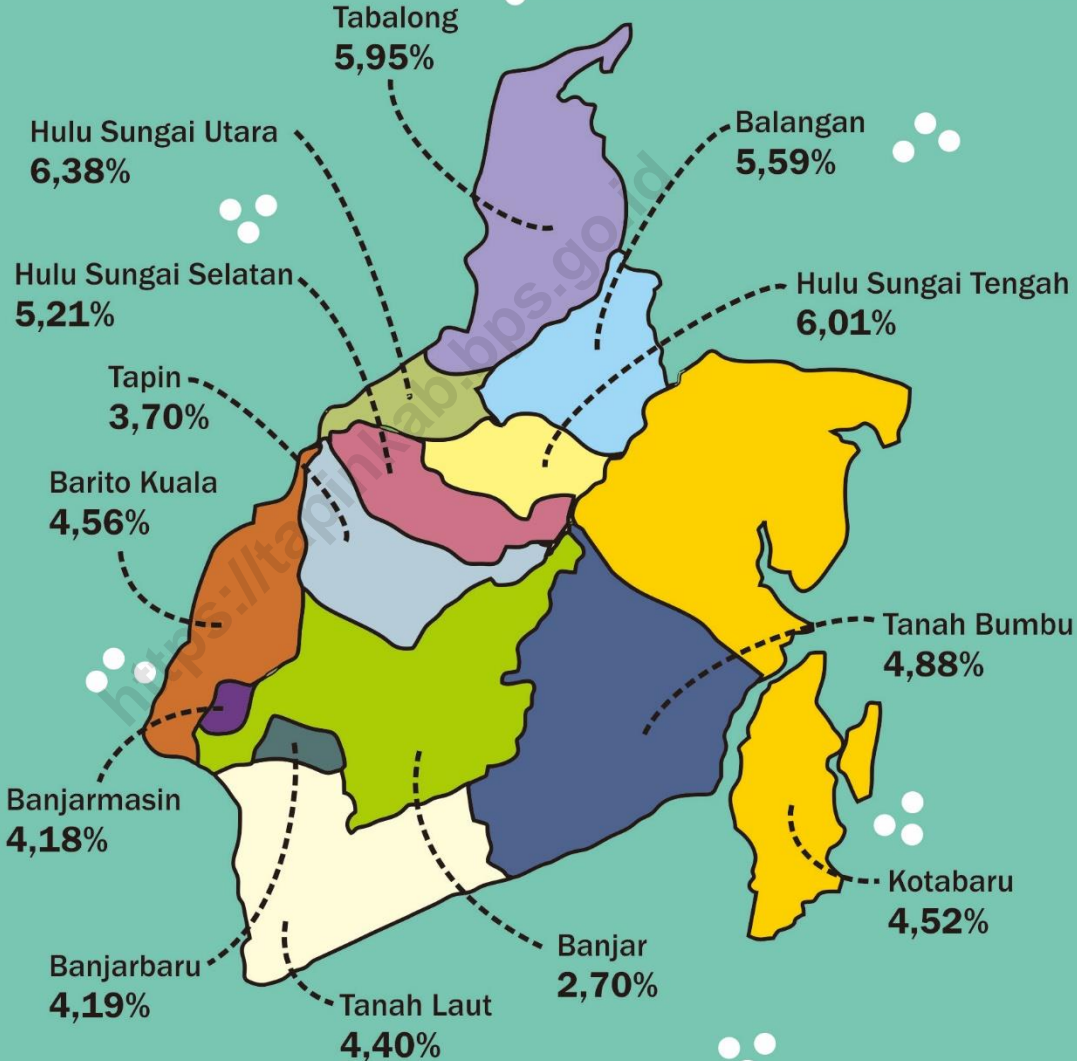 Tabalong
5,95%
Hulu Sungai Utara
6,38%
Balangan
5,59%
Hulu Sungai Selatan
5,21%
Hulu Sungai Tengah
6,01%
Tapin
3,70%
Barito Kuala
4,56%
Tanah Bumbu
4,88%
Banjarmasin
4,18%
Kotabaru
4,52%
Banjarbaru
4,19%
Banjar
2,70%
Tanah Laut
4,40%
https://tapinkab.bps.go.id